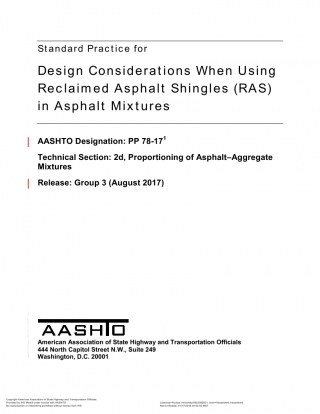 Standard Practice for
Design Considerations When Using
Reclaimed Asphalt Shingles (RAS)
in Asphalt Mixtures
AASHTO Designation: PP 78-17¹
Technical Section: 2d, Proportioning of Asphalt–Aggregate
Mixtures
Release: Group 3 (August 2017)
AASHTO
American Association of State Highway and Transportation Officials
444 North Capitol Street N.W., Suite 249
Washington, D.C. 20001